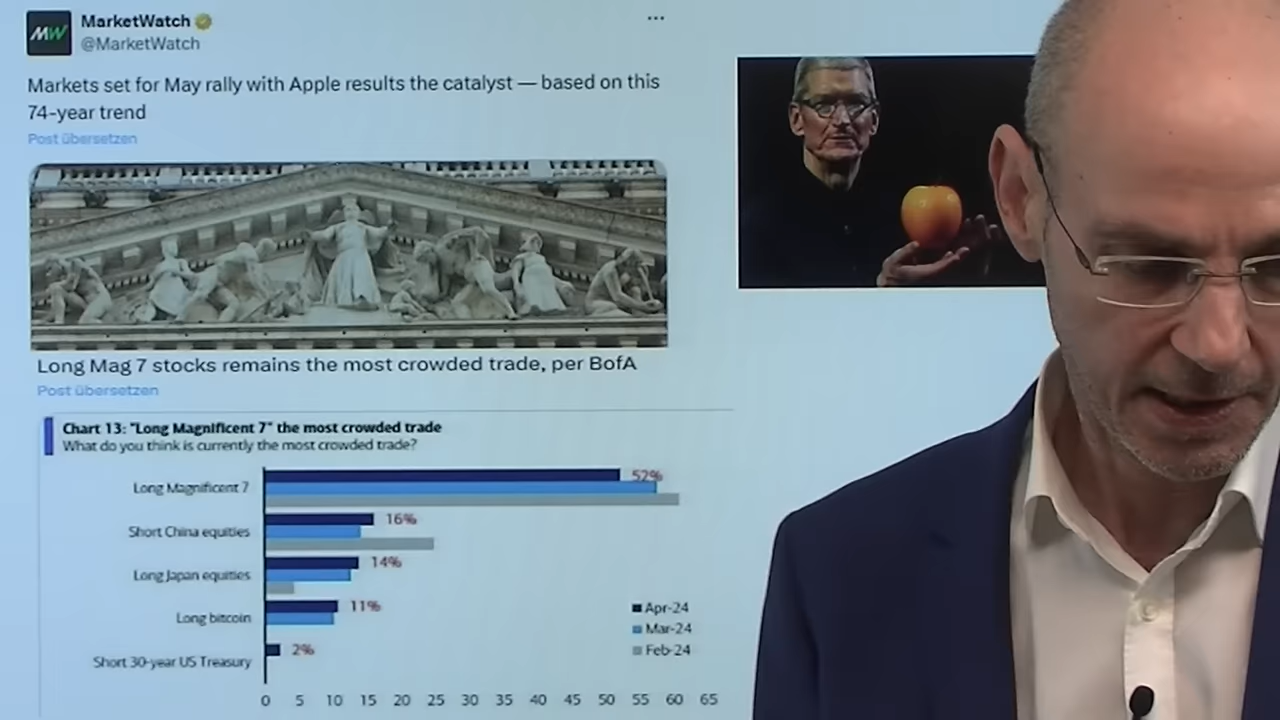 MW
MarketWatch
@MarketWatch
...
Markets set for May rally with Apple results the catalyst — based on this
74-year trend
Post übersetzen
Long Mag 7 stocks remains the most crowded trade, per BofA
Post übersetzen
Chart 13: "Long Magnificent 7" the most crowded trade
What do you think is currently the most crowded trade?
Long Magnificent 7 52%
Short China equities 16%
Long Japan equities 14%
Long bitcoin 11%
Short 30-year US Treasury 2%
Apr-24
Mar-24
Feb-24
0 5 10 15 20 25 30 35 40 45 50 55 60 65